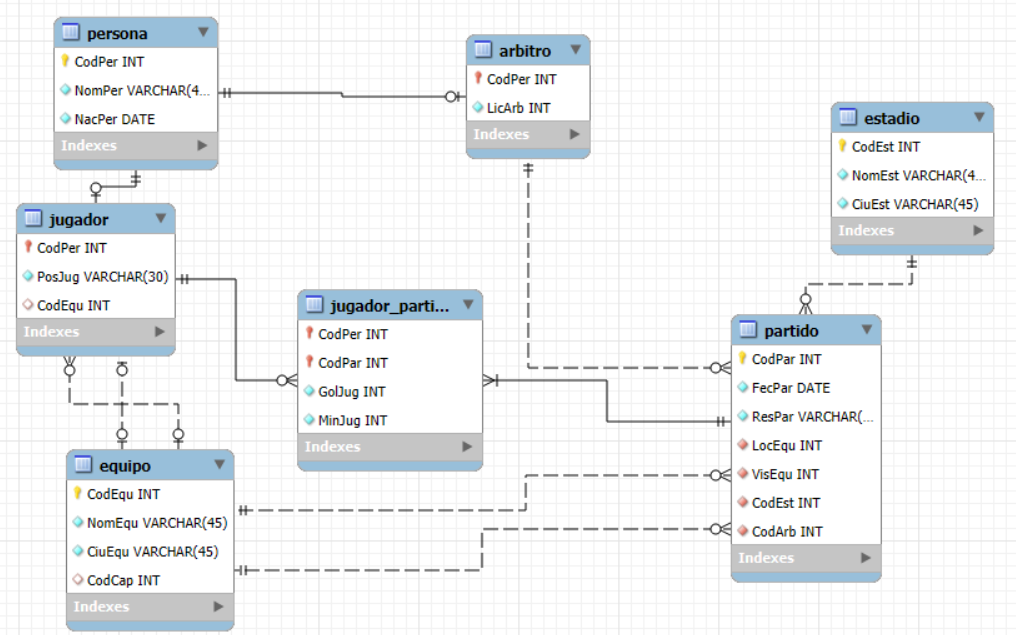 persona
CodPer INT
NomPer VARCHAR(4...
NacPer DATE
Indexes
arbitro
CodPer INT
LicArb INT
Indexes
estadio
CodEst INT
NomEst VARCHAR(4...
CiuEst VARCHAR(45)
Indexes
jugador
CodPer INT
PosJug VARCHAR(30)
CodEqu INT
Indexes
jugador_parti...
CodPer INT
CodPar INT
GolJug INT
MinJug INT
Indexes
partido
CodPar INT
FecPar DATE
ResPar VARCHAR(...
LocEqu INT
VisEqu INT
CodEst INT
CodArb INT
Indexes
equipo
CodEqu INT
NomEqu VARCHAR(45)
CiuEqu VARCHAR(45)
CodCap INT
Indexes